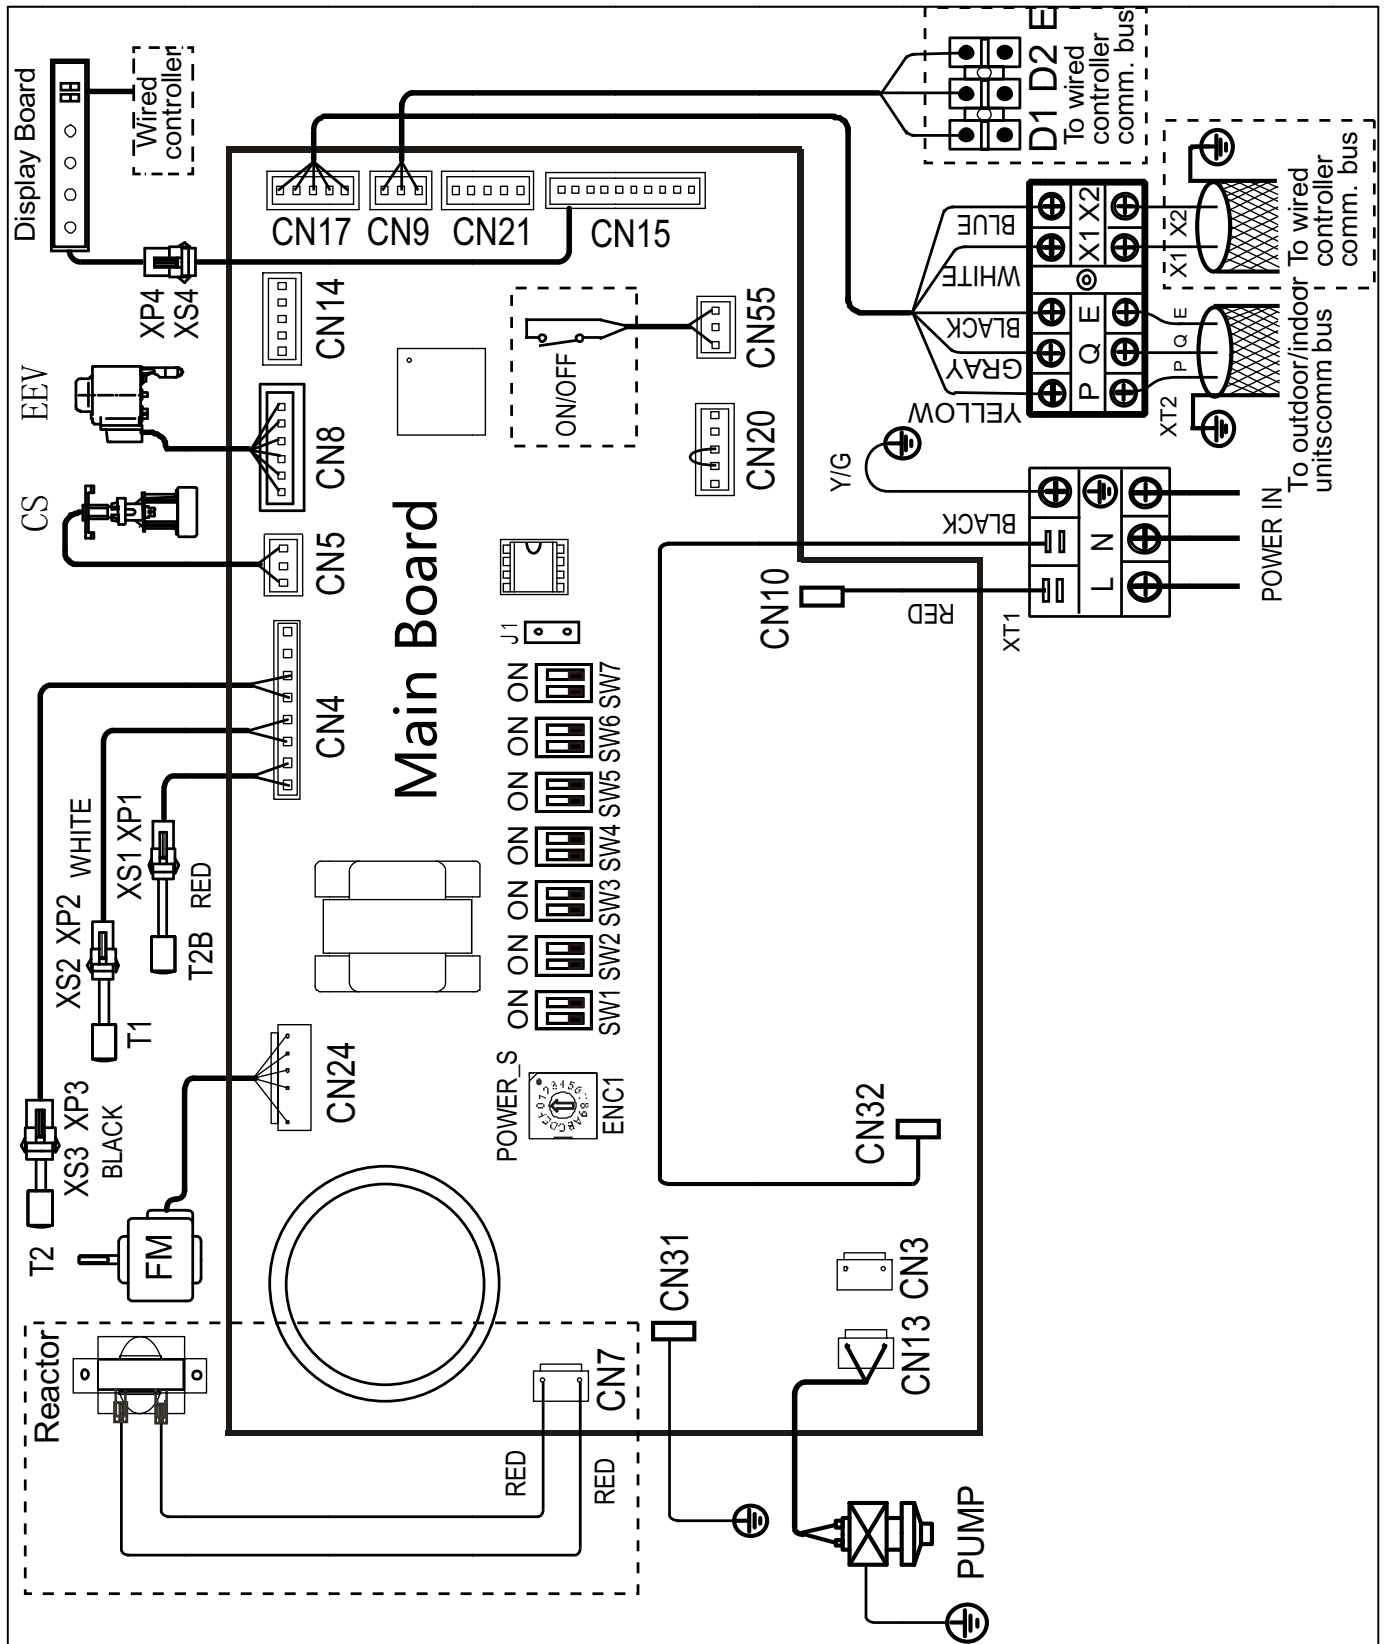 Display Board
Wired
controller
D1 D2 E
To wired
controller
comm. bus
CN17
CN9
CN21
CN15
XP4
XS4
CN14
EEV
CN8
CS
CN5
ON/OFF
CN55
CN20
BLUE
WHITE
BLACK
GRAY
YELLOW
X1 X2
P Q E
X1 X2
To wired
controller
comm. bus
P Q E
XT2
To outdoor/indoor
unitscomm bus
Y/G
BLACK
RED
CN10
XT1
L N
POWER IN
Main Board
J1
CN4
WHITE
XS1 XP1
RED
T2B
XS2 XP2
T1
XS3 XP3
BLACK
T2
ON
SW7
ON
SW6
ON
SW5
ON
SW4
ON
SW3
ON
SW2
ON
SW1
CN24
POWER_S
ENC1
FM
CN32
CN31
CN3
CN13
Reactor
CN7
RED
RED
PUMP